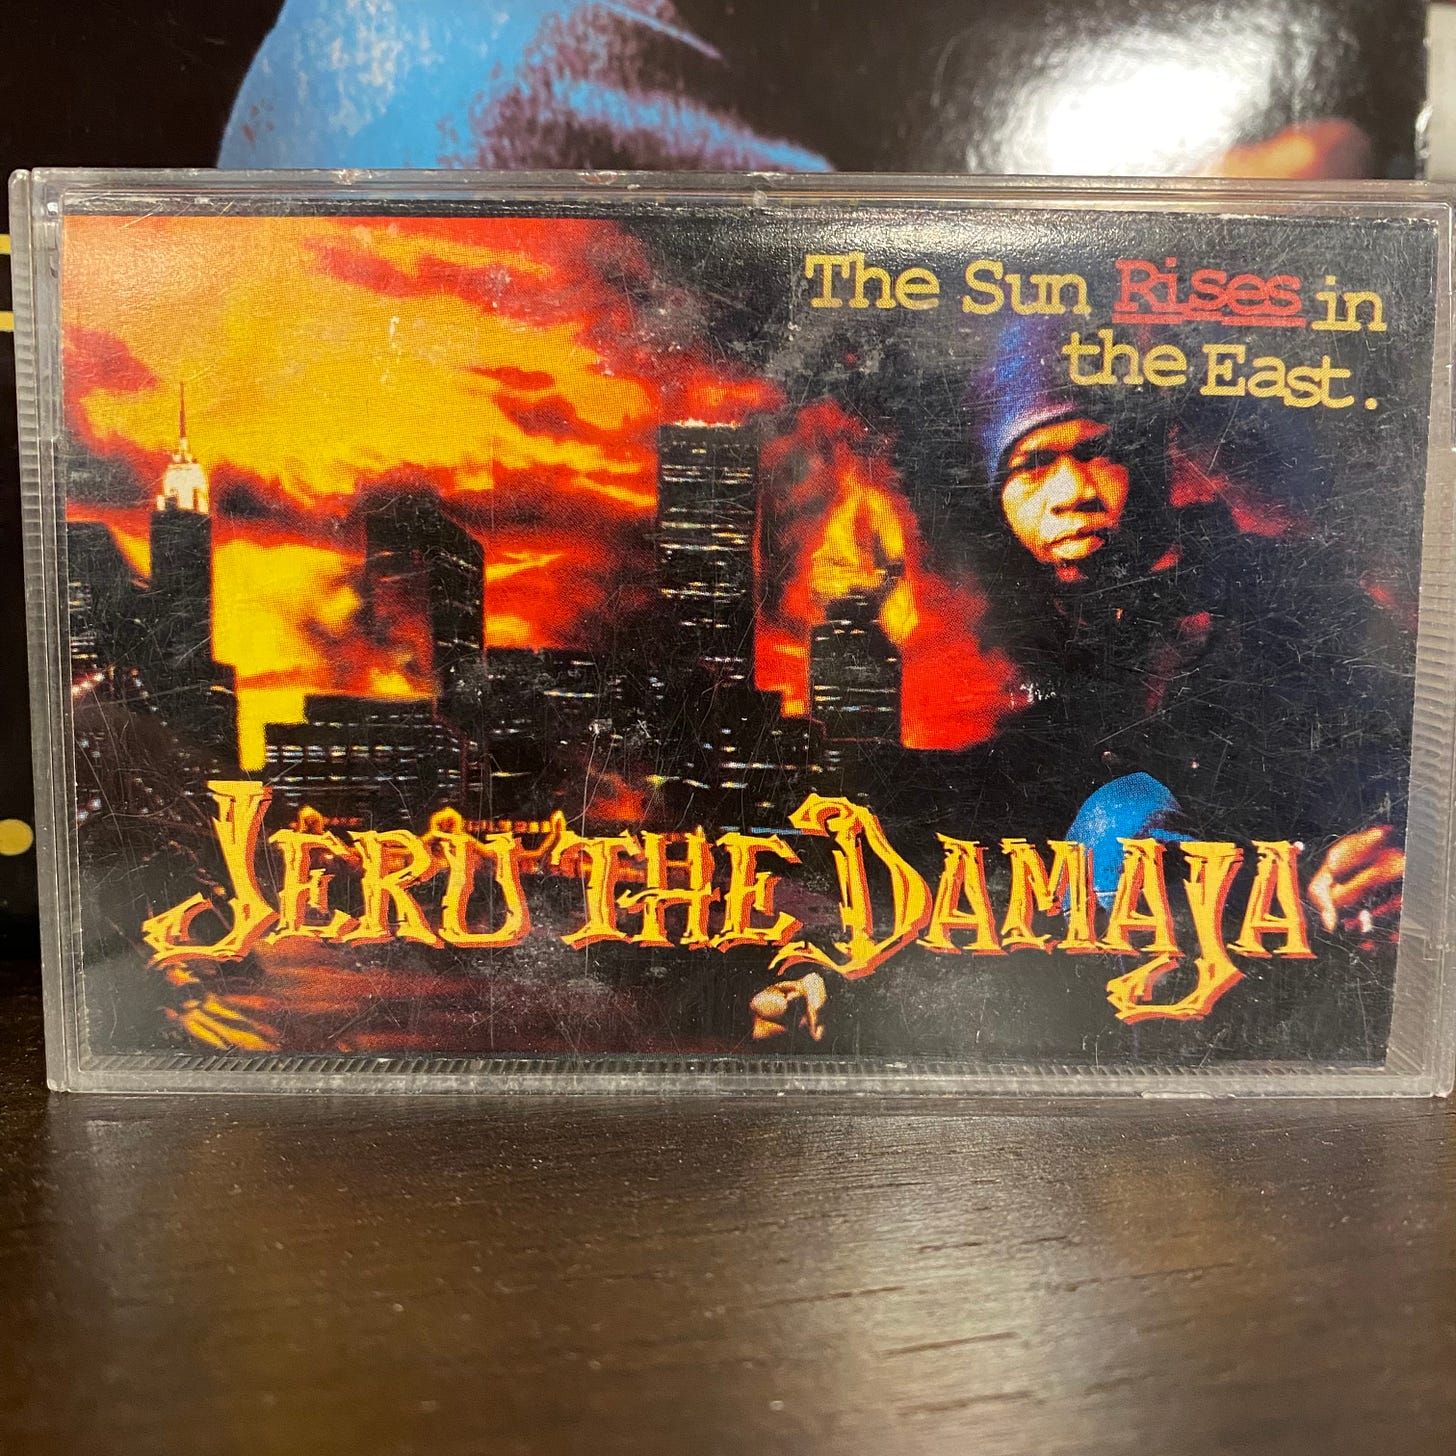 The Sun Rises in
the East.
JERU THE DAMAJA